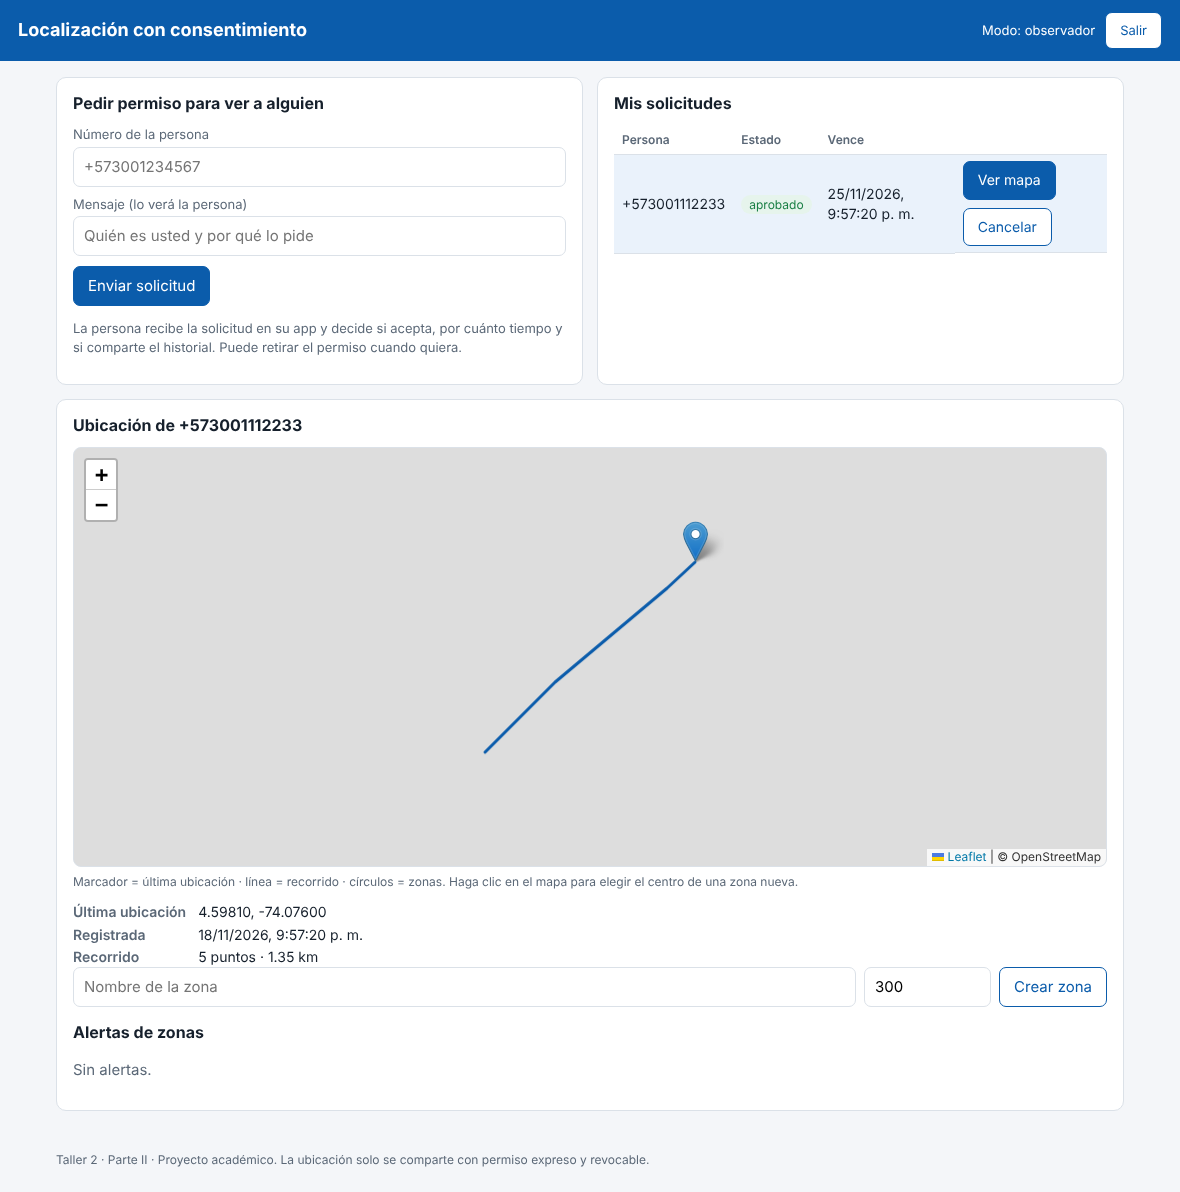 Localización con consentimiento
Modo: observador
Salir
Pedir permiso para ver a alguien
Número de la persona
+573001234567
Mensaje (lo verá la persona)
Quién es usted y por qué lo pide
Enviar solicitud
La persona recibe la solicitud en su app y decide si acepta, por cuánto tiempo y
si comparte el historial. Puede retirar el permiso cuando quiera.
Mis solicitudes
Persona Estado Vence
+573001112233 aprobado 25/11/2026,
9:57:20 p. m.
Ver mapa
Cancelar
Ubicación de +573001112233
+
−
Leaflet | © OpenStreetMap
Marcador = última ubicación · línea = recorrido · círculos = zonas. Haga clic en el mapa para elegir el centro de una zona nueva.
Última ubicación 4.59810, -74.07600
Registrada 18/11/2026, 9:57:20 p. m.
Recorrido 5 puntos · 1.35 km
Nombre de la zona 300 Crear zona
Alertas de zonas
Sin alertas.
Taller 2 · Parte II · Proyecto académico. La ubicación solo se comparte con permiso expreso y revocable.